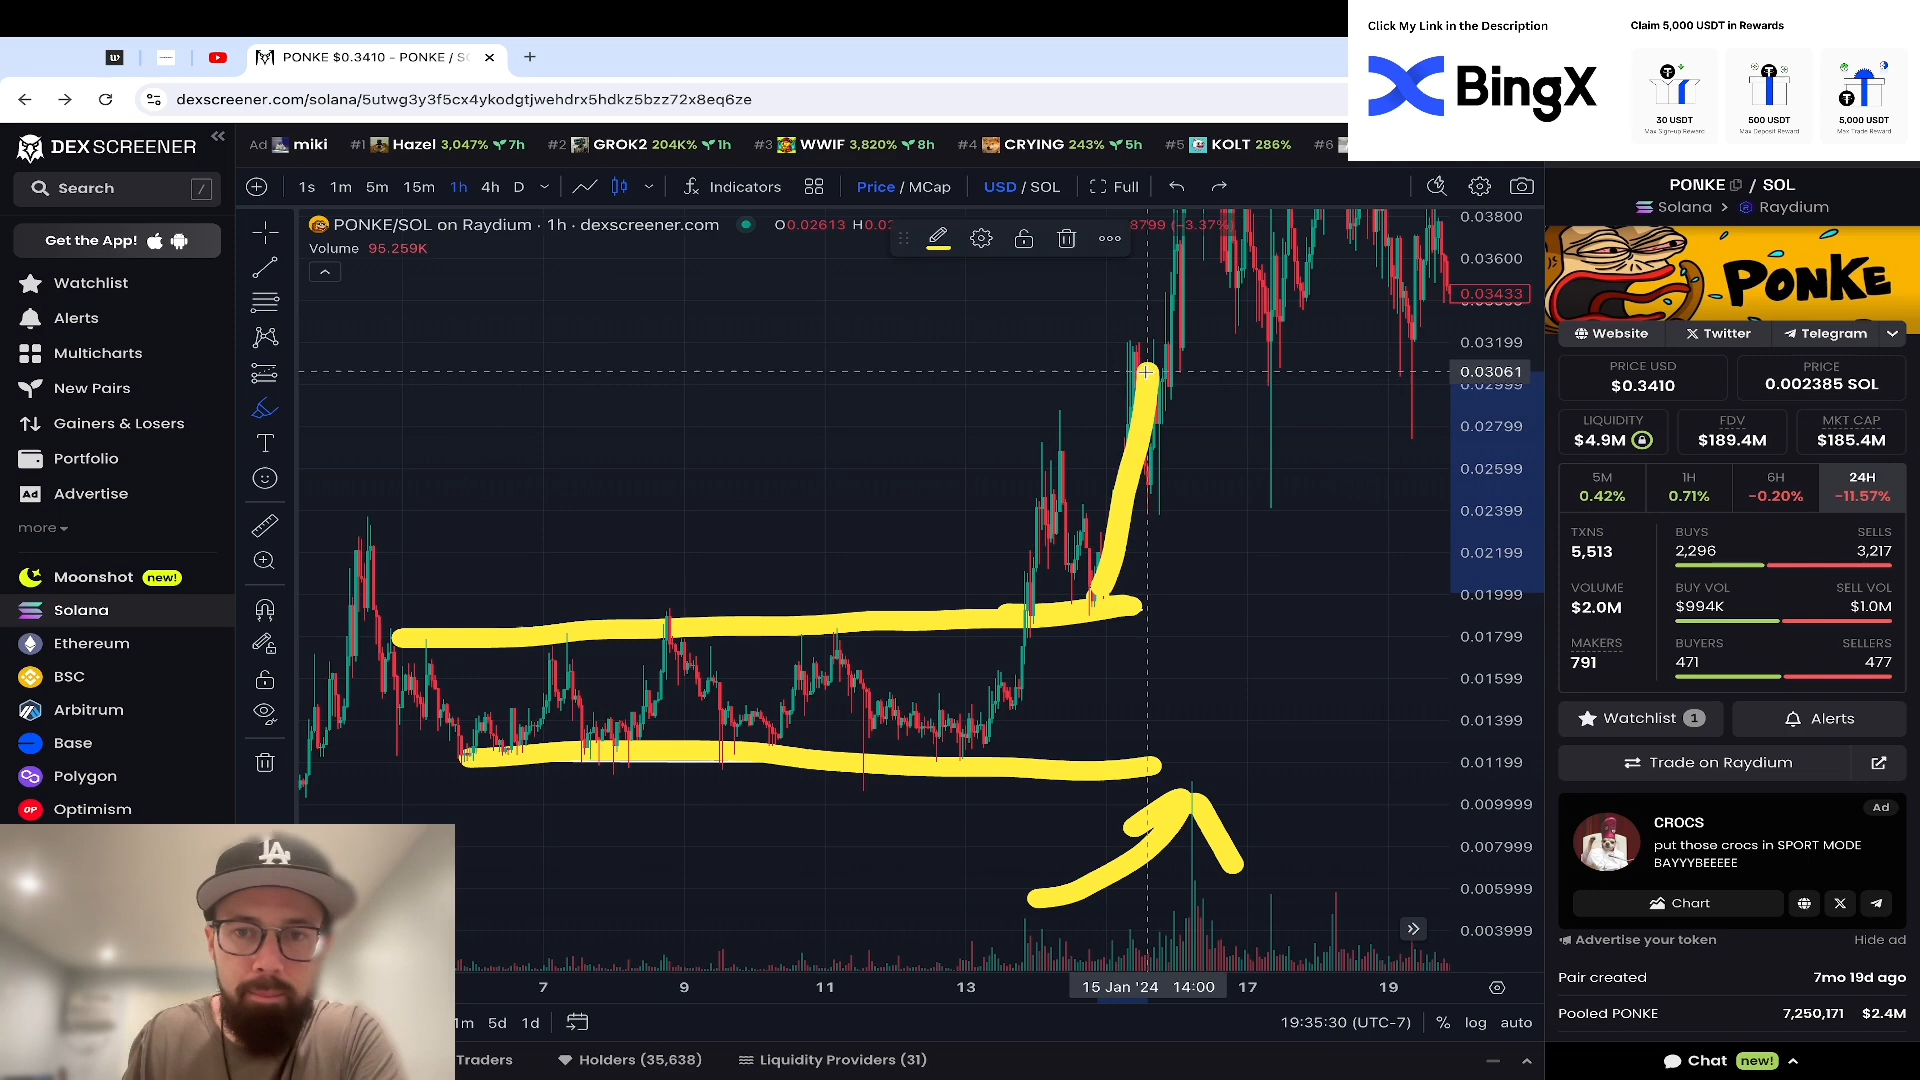 Click My Link in the Description
Claim 5,000 USDT in Rewards
BingX
30 USDT
Max Sign-up Reward
500 USDT
Max Deposit Reward
5,000 USDT
Max Trade Reward
PONKE $0.3410 - PONKE / SO
dexscreener.com/solana/5utwg3y3f5cx4ykodgtjwehdrx5hdkz5bzz72x8eq6ze
DEX SCREENER
Ad miki #1 Hazel 3,047% 7h #2 GROK2 204K% 1h #3 WWIF 3,820% 8h #4 CRYING 243% 5h #5 KOLT 286% #6
Search /
Get the App!
Watchlist
Alerts
Multicharts
New Pairs
Gainers & Losers
Portfolio
Ad Advertise
more
Moonshot new!
Solana
Ethereum
BSC
Arbitrum
Base
Polygon
OP Optimism
1s 1m 5m 15m 1h 4h D Indicators Price / MCap USD / SOL Full
PONKE/SOL on Raydium · 1h · dexscreener.com O0.02613 H0.02 8799 (−3.37%)
Volume 95.259K
0.03800
0.03600
0.03433
0.03199
0.03061
0.02999
0.02799
0.02599
0.02399
0.02199
0.01999
0.01799
0.01599
0.01399
0.01199
0.009999
0.007999
0.005999
0.003999
7 9 11 13 15 Jan '24 14:00 17 19
1m 5d 1d 19:35:30 (UTC-7) % log auto
Traders Holders (35,638) Liquidity Providers (31)
PONKE / SOL
Solana > Raydium
PONKE
Website Twitter Telegram
PRICE USD
$0.3410
PRICE
0.002385 SOL
LIQUIDITY
$4.9M
FDV
$189.4M
MKT CAP
$185.4M
5M
0.42%
1H
0.71%
6H
-0.20%
24H
-11.57%
TXNS
5,513
BUYS
2,296
SELLS
3,217
VOLUME
$2.0M
BUY VOL
$994K
SELL VOL
$1.0M
MAKERS
791
BUYERS
471
SELLERS
477
Watchlist 1
Alerts
Trade on Raydium
Ad
CROCS
put those crocs in SPORT MODE
BAYYYBEEEEE
Chart
Advertise your token Hide ad
Pair created 7mo 19d ago
Pooled PONKE 7,250,171 $2.4M
Chat new!
LA